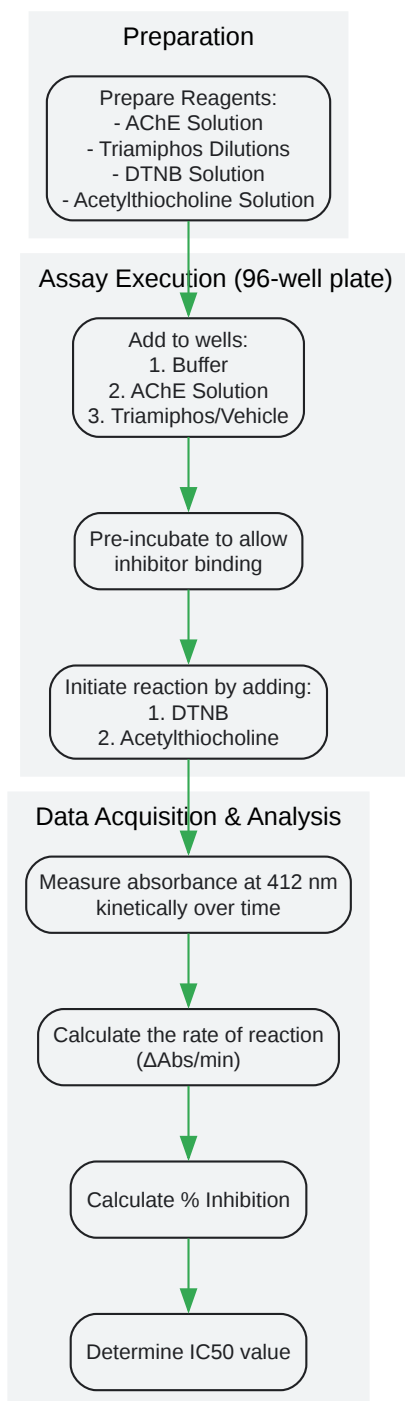 Preparation
Prepare Reagents:
- AChE Solution
- Triamiphos Dilutions
- DTNB Solution
- Acetylthiocholine Solution
Assay Execution (96-well plate)
Add to wells:
1. Buffer
2. AChE Solution
3. Triamiphos/Vehicle
Pre-incubate to allow
inhibitor binding
Initiate reaction by adding:
1. DTNB
2. Acetylthiocholine
Data Acquisition & Analysis
Measure absorbance at 412 nm
kinetically over time
Calculate the rate of reaction
(ΔAbs/min)
Calculate % Inhibition
Determine IC50 value